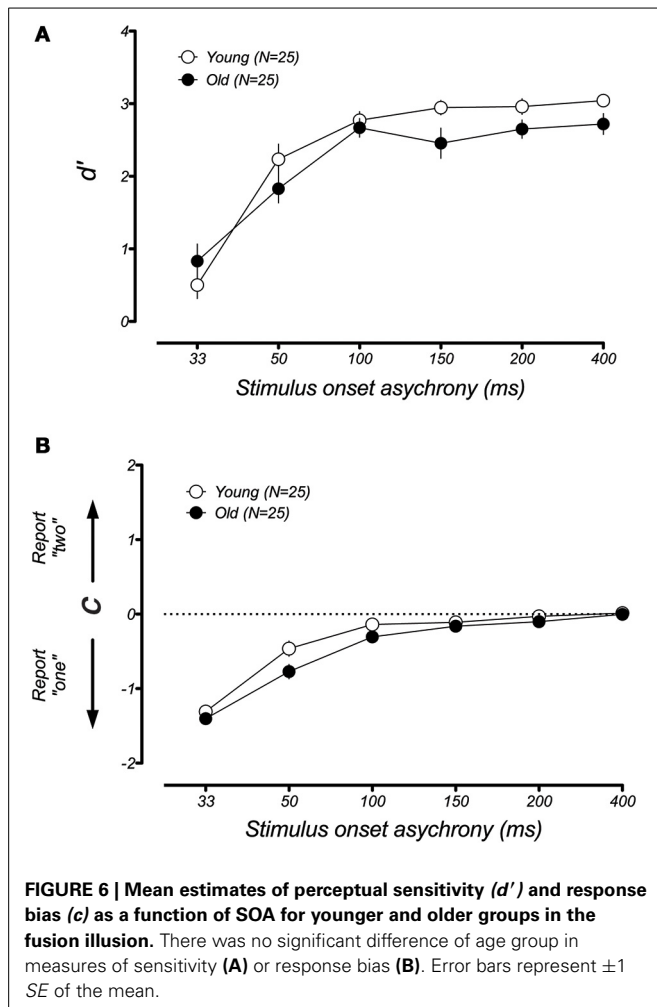 A
4
3
2
1
0
d'
Young (N=25)
Old (N=25)
33 50 100 150 200 400
Stimulus onset asychrony (ms)
B
2
1
0
-1
-2
Report "two"
C
Report "one"
Young (N=25)
Old (N=25)
33 50 100 150 200 400
Stimulus onset asychrony (ms)
FIGURE 6 | Mean estimates of perceptual sensitivity (d′) and response
bias (c) as a function of SOA for younger and older groups in the
fusion illusion. There was no significant difference of age group in
measures of sensitivity (A) or response bias (B). Error bars represent ±1
SE of the mean.